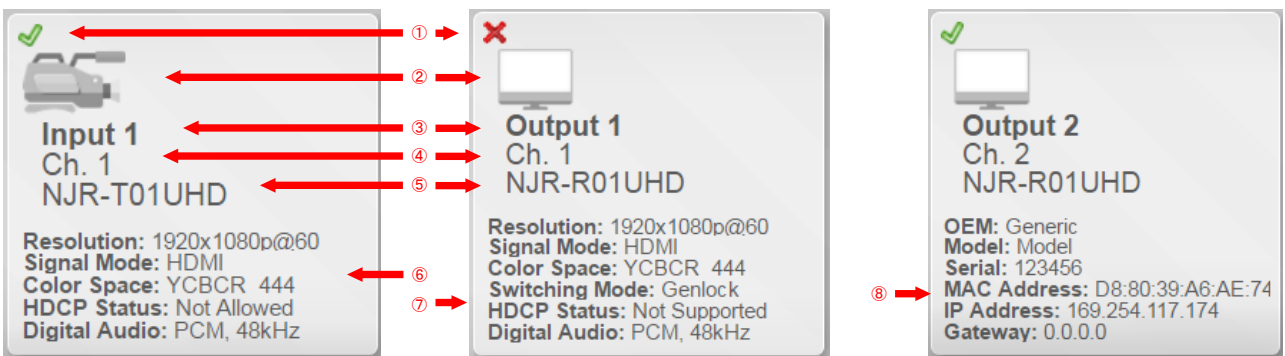 ①
②
③
④
⑤
⑥
⑦
⑧
Input 1
Ch. 1
NJR-T01UHD
Resolution: 1920x1080p@60
Signal Mode: HDMI
Color Space: YCBCR_444
HDCP Status: Not Allowed
Digital Audio: PCM, 48kHz
Output 1
Ch. 1
NJR-R01UHD
Resolution: 1920x1080p@60
Signal Mode: HDMI
Color Space: YCBCR_444
Switching Mode: Genlock
HDCP Status: Not Supported
Digital Audio: PCM, 48kHz
Output 2
Ch. 2
NJR-R01UHD
OEM: Generic
Model: Model
Serial: 123456
MAC Address: D8:80:39:A6:AE:74
IP Address: 169.254.117.174
Gateway: 0.0.0.0